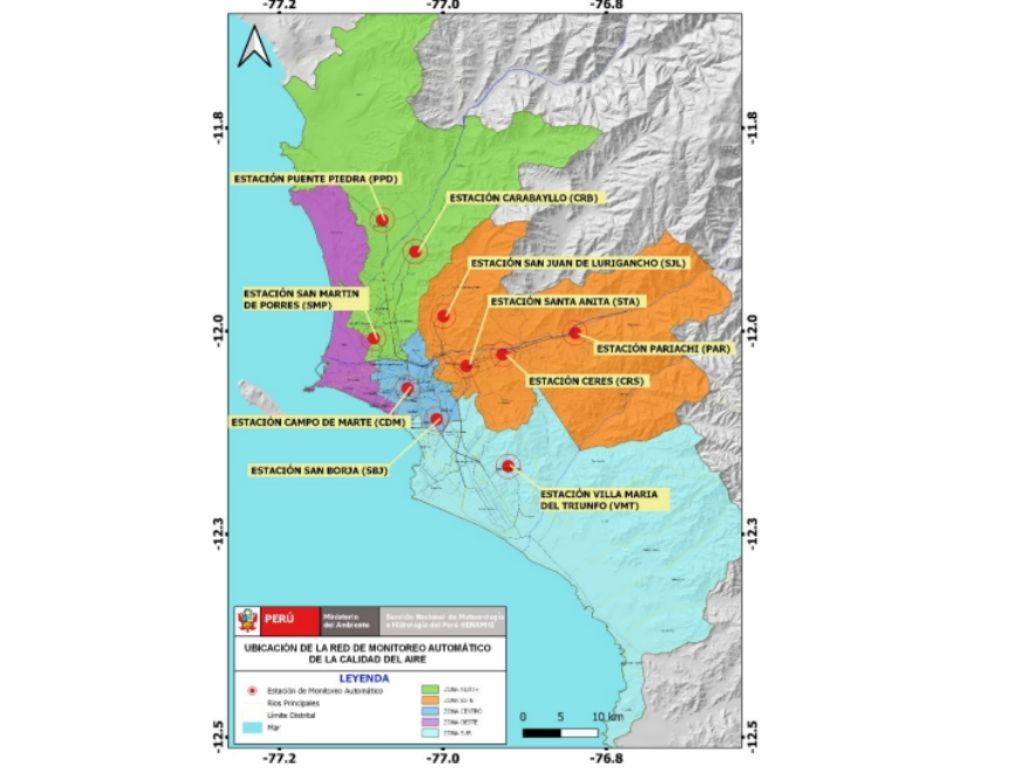 -77.2
-77.0
-76.8
-11.8
-11.8
ESTACIÓN PUENTE PIEDRA (PPD)
ESTACIÓN CARABAYLLO (CRB)
ESTACIÓN SAN JUAN DE LURIGANCHO (SJL)
ESTACIÓN SAN MARTIN
DE PORRES (SMP)
ESTACIÓN SANTA ANITA (STA)
-12.0
-12.0
ESTACIÓN PARIACHI (PAR)
ESTACIÓN CERES (CRS)
ESTACIÓN CAMPO DE MARTE (CDM)
ESTACIÓN SAN BORJA (SBJ)
ESTACIÓN VILLA MARIA
DEL TRIUNFO (VMT)
-12.3
-12.3
PERÚ
Ministerio
del Ambiente
Servicio Nacional de Meteorología
e Hidrología del Perú-SENAMHI
UBICACIÓN DE LA RED DE MONITOREO AUTOMÁTICO
DE LA CALIDAD DEL AIRE
LEYENDA
Estación de Monitoreo Automático
Rios Principales
Límite Distrital
Mar
ZONA NORTE
ZONA ESTE
ZONA CENTRO
ZONA OESTE
ZONA SUR
0 5 10 km
-12.5
-12.5
-77.2
-77.0
-76.8